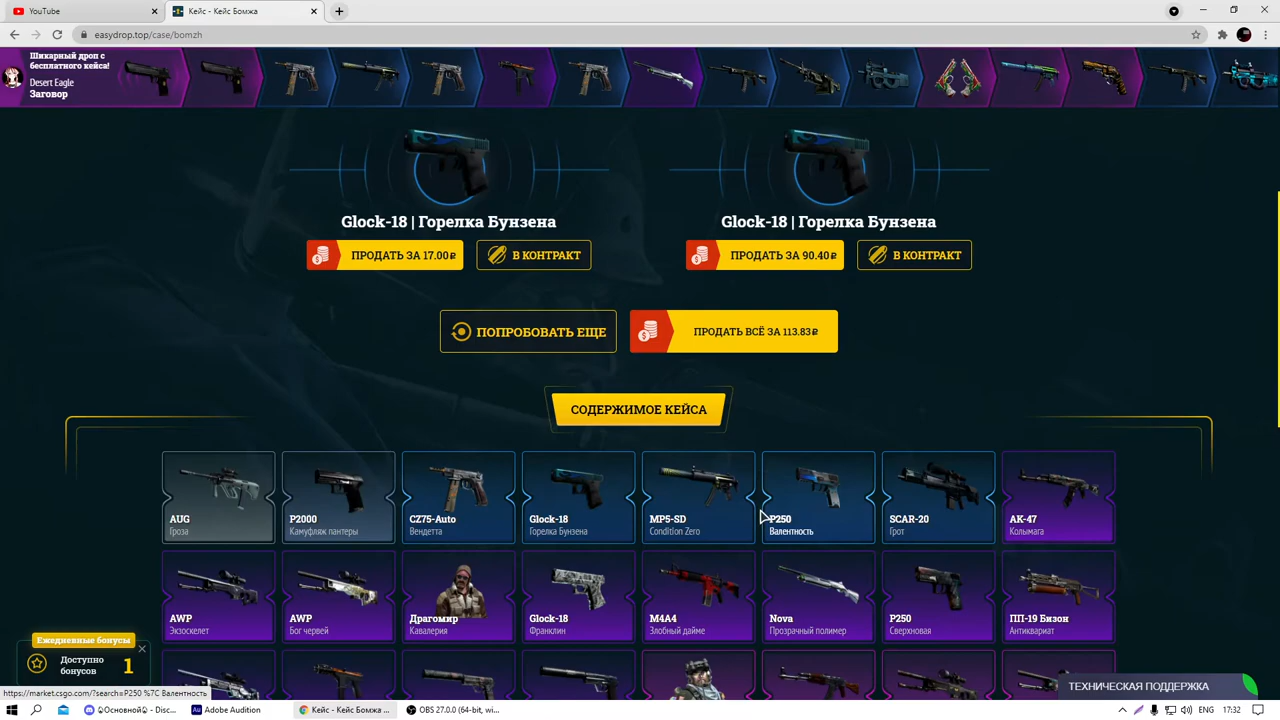 YouTube
Кейс - Кейс Бомжа
easydrop.top/case/bomzh
Шикарный дроп с
бесплатного кейса!
Desert Eagle
Заговор
Glock-18 | Горелка Бунзена
Glock-18 | Горелка Бунзена
ПРОДАТЬ ЗА 17.00₽
В КОНТРАКТ
ПРОДАТЬ ЗА 90.40₽
В КОНТРАКТ
ПОПРОБОВАТЬ ЕЩЕ
ПРОДАТЬ ВСЁ ЗА 113.83₽
СОДЕРЖИМОЕ КЕЙСА
AUG
Гроза
P2000
Камуфляж пантеры
CZ75-Auto
Вендетта
Glock-18
Горелка Бунзена
MP5-SD
Condition Zero
P250
Валентность
SCAR-20
Грот
AK-47
Колымага
AWP
Экзоскелет
AWP
Бог червей
Драгомир
Кавалерия
Glock-18
Франклин
M4A4
Злобный дайме
Nova
Прозрачный полимер
P250
Сверхновая
ПП-19 Бизон
Антиквариат
Ежедневные бонусы
Доступно
бонусов
1
https://market.csgo.com/?search=P250 %7C Валентность
ТЕХНИЧЕСКАЯ ПОДДЕРЖКА
Основной - Disc...
Adobe Audition
Кейс - Кейс Бомжа ...
OBS 27.0.0 (64-bit, wi...
ENG
17:32